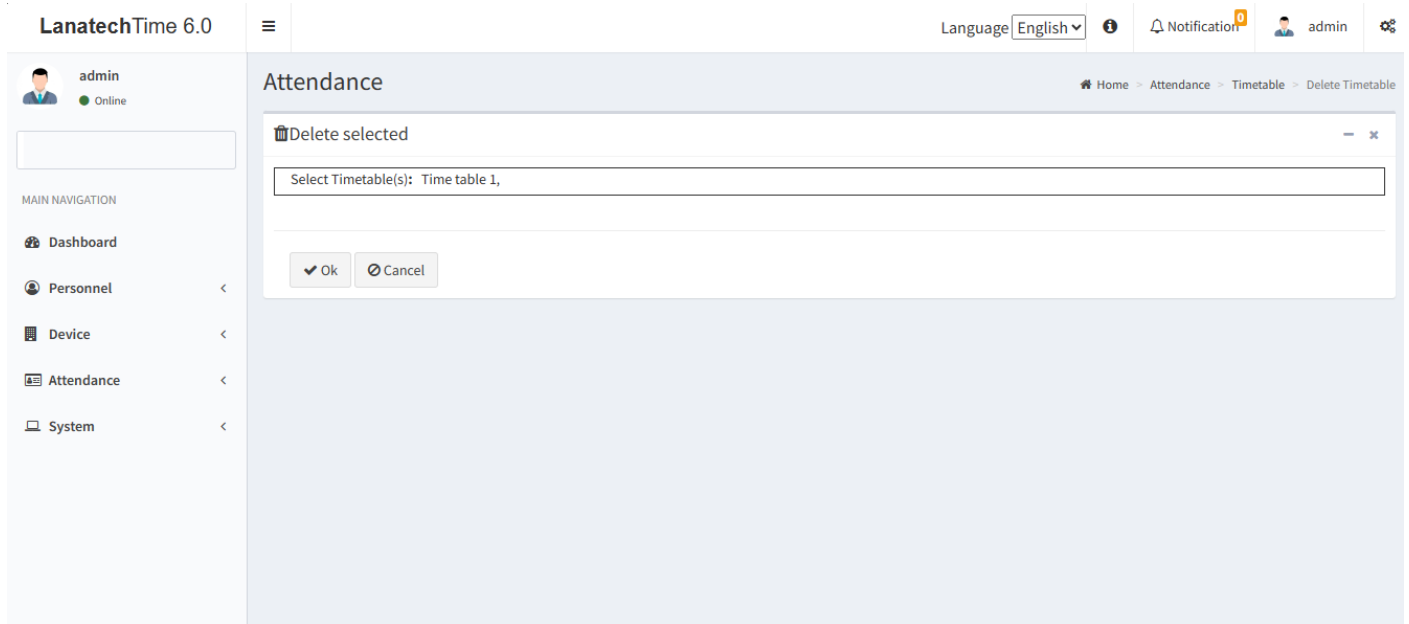 LanatechTime 6.0
Language English
Notification 0
admin
admin
Online
Attendance
Home > Attendance > Timetable > Delete Timetable
Delete selected
Select Timetable(s): Time table 1,
Ok Cancel
MAIN NAVIGATION
Dashboard
Personnel
Device
Attendance
System